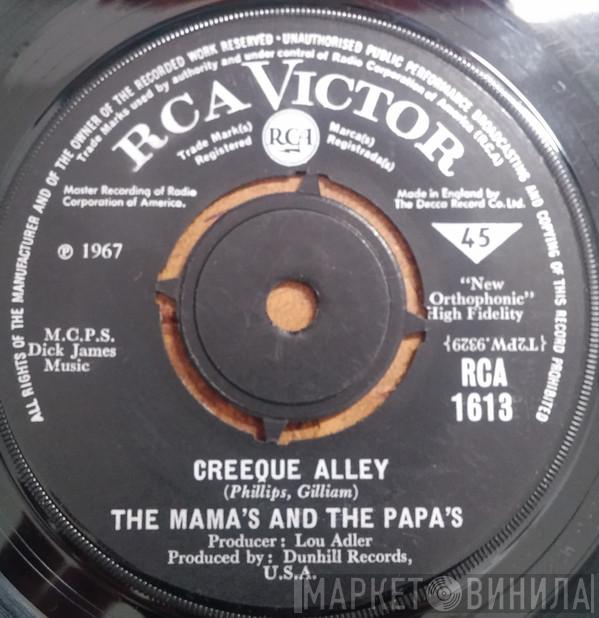 ALL RIGHTS OF THE MANUFACTURER AND OF THE OWNER OF THE RECORDED WORK RESERVED · UNAUTHORISED PUBLIC PERFORMANCE BROADCASTING AND COPYING OF THIS RECORD PROHIBITED
Trade Marks used by authority and under control of Radio Corporation of America (R.C.A.)
RCA VICTOR
Trade Mark(s)
Registered
RCA
Marca(s)
Registrada(s)
Master Recording of Radio
Corporation of America.
Made in England by
The Decca Record Co. Ltd.
℗ 1967
45
"New
Orthophonic"
High Fidelity
M.C.P.S.
Dick James
Music
{T2PW.9329}
RCA
1613
CREEQUE ALLEY
(Phillips, Gilliam)
THE MAMA'S AND THE PAPA'S
Producer: Lou Adler
Produced by: Dunhill Records,
U.S.A.
МАРКЕТ ВИНИЛА